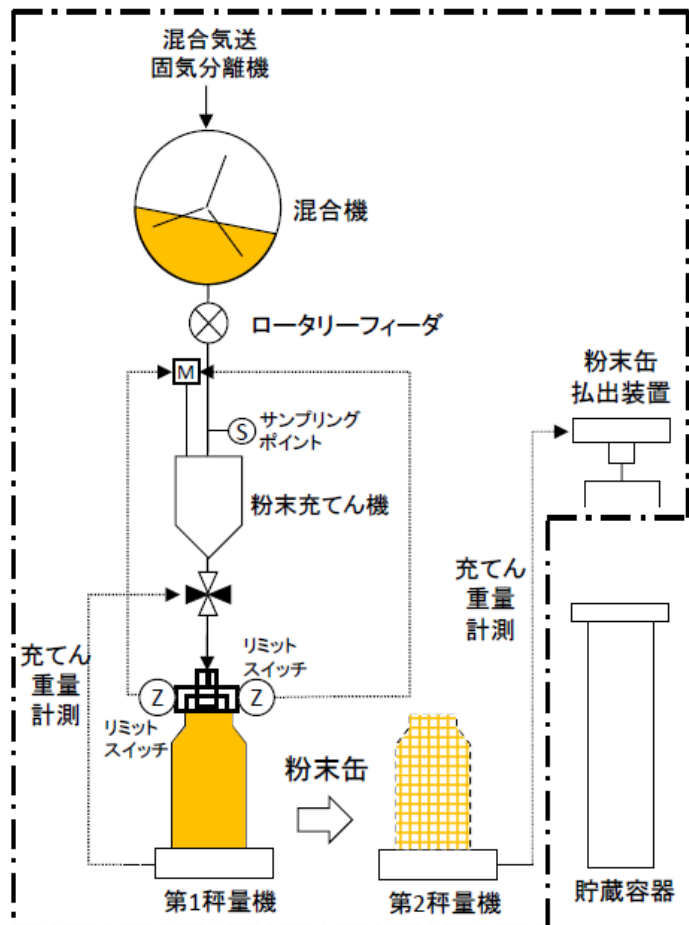 混合気送
固気分離機
混合機
ロータリーフィーダ
M
S
サンプリング
ポイント
粉末充てん機
粉末缶
払出装置
充てん
重量
計測
リミット
スイッチ
充てん
重量
計測
Z
Z
リミット
スイッチ
粉末缶
第1秤量機
第2秤量機
貯蔵容器